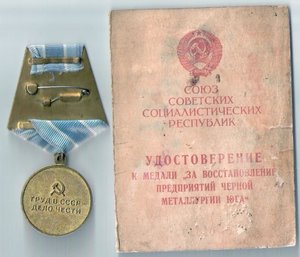 СОЮЗ
СОВЕТСКИХ
СОЦИАЛИСТИЧЕСКИХ
РЕСПУБЛИК
УДОСТОВЕРЕНИЕ
К МЕДАЛИ „ЗА ВОССТАНОВЛЕНИЕ
ПРЕДПРИЯТИЙ ЧЕРНОЙ
МЕТАЛЛУРГИИ ЮГА“
ТРУД В СССР
ДЕЛО ЧЕСТИ